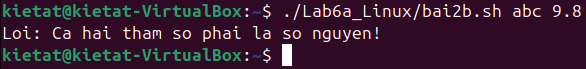 kietat@kietat-VirtualBox:~$ ./Lab6a_Linux/bai2b.sh abc 9.8
Loi: Ca hai tham so phai la so nguyen!
kietat@kietat-VirtualBox:~$